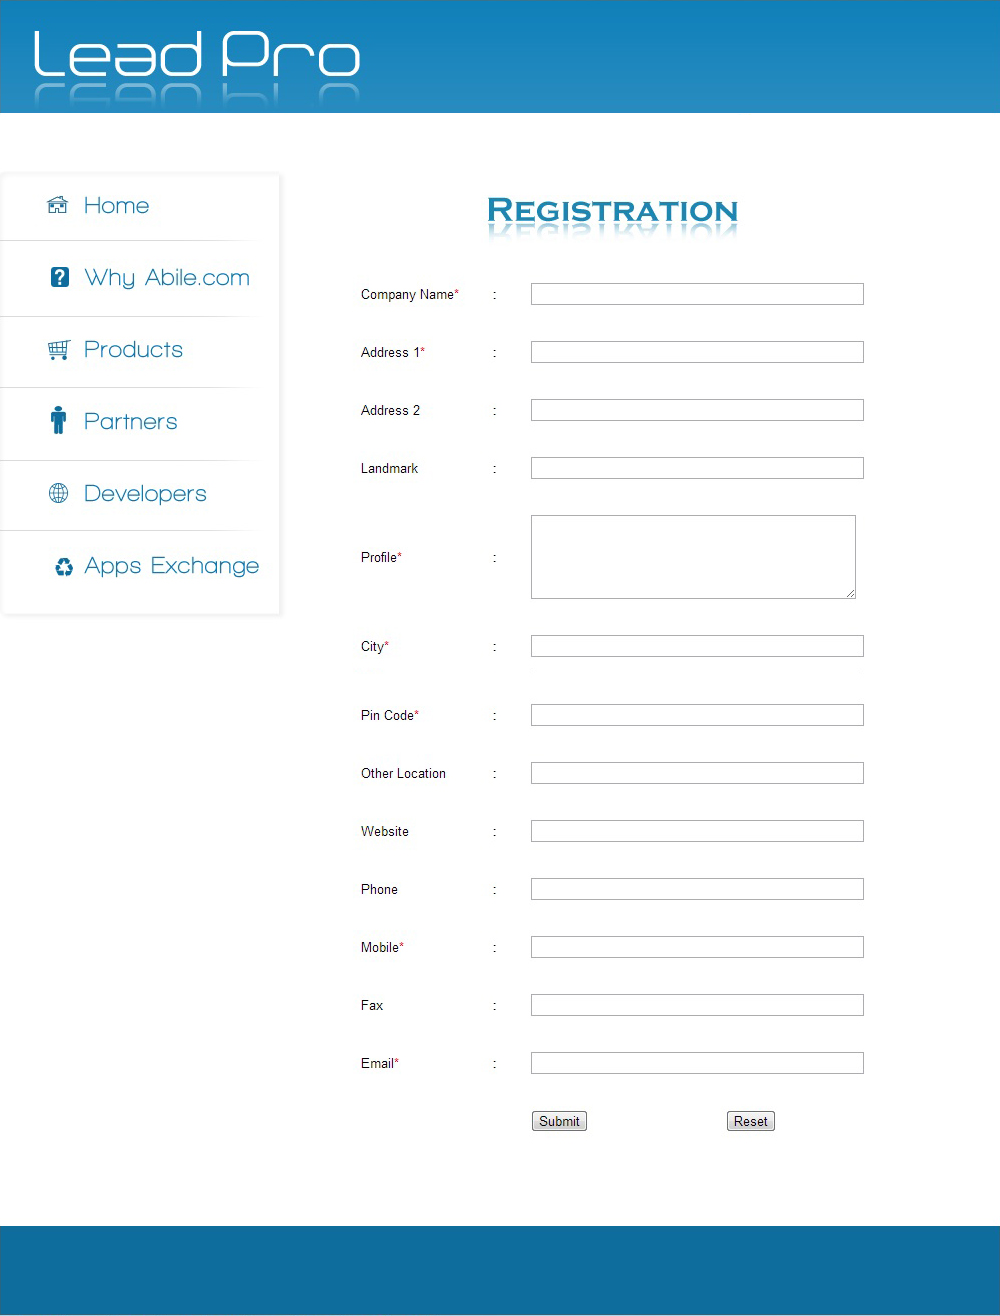 Lead Pro
Home
Why Abile.com
Products
Partners
Developers
Apps Exchange
REGISTRATION
Company Name* :
Address 1* :
Address 2 :
Landmark :
Profile* :
City* :
Pin Code* :
Other Location :
Website :
Phone :
Mobile* :
Fax :
Email* :
Submit Reset